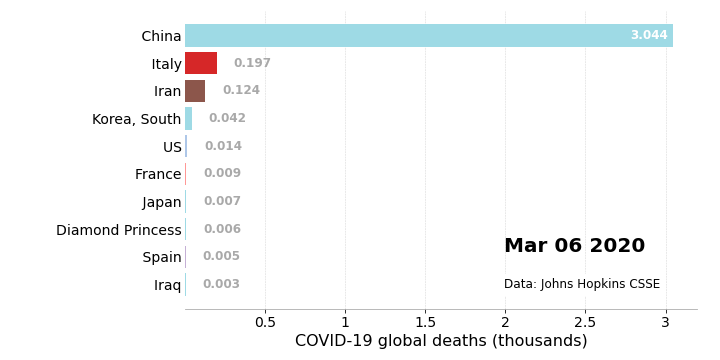 China 3.044
Italy 0.197
Iran 0.124
Korea, South 0.042
US 0.014
France 0.009
Japan 0.007
Diamond Princess 0.006
Spain 0.005
Iraq 0.003
Mar 06 2020
Data: Johns Hopkins CSSE
0.5 1 1.5 2 2.5 3
COVID-19 global deaths (thousands)